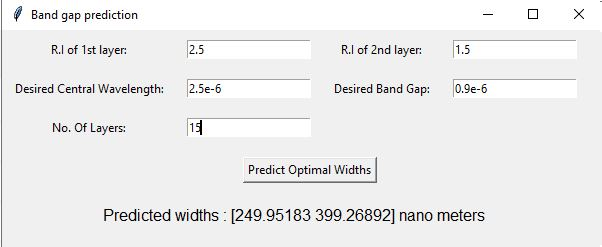 Band gap prediction
R.I of 1st layer: 2.5 R.I of 2nd layer: 1.5
Desired Central Wavelength: 2.5e-6 Desired Band Gap: 0.9e-6
No. Of Layers: 15
Predict Optimal Widths
Predicted widths : [249.95183 399.26892] nano meters